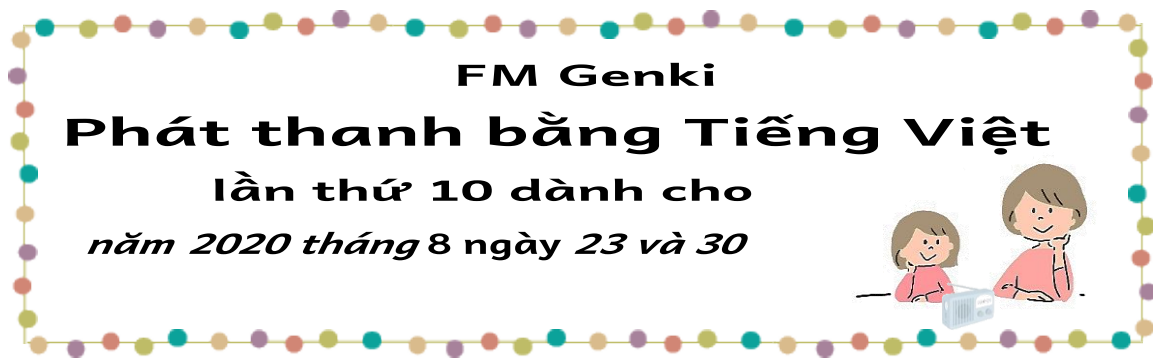 FM Genki
Phát thanh bằng Tiếng Việt
lần thứ 10 dành cho
năm 2020 tháng 8 ngày 23 và 30